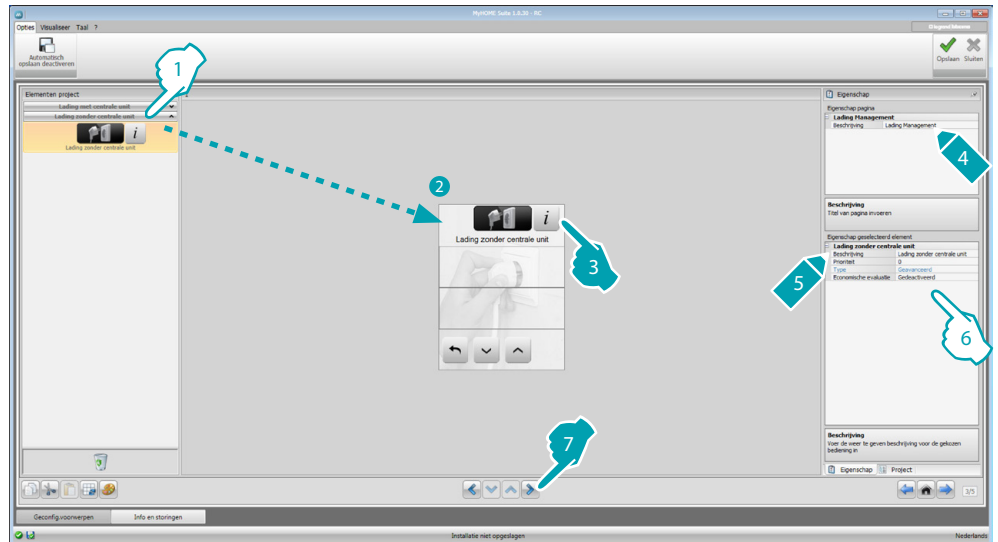 MyHOME Suite 1.0.20 - RC
Opties Visualiseer Taal ?
Automatisch
opslaan deactiveren
Opslaan Sluiten
1
Elementen project
Lading met centrale unit
Lading zonder centrale unit
i
Lading zonder centrale unit
2
i
Lading zonder centrale unit
3
Eigenschap
Eigenschap pagina
Lading Management
Beschrijving Lading Management
4
Beschrijving
Titel van pagina invoeren
Eigenschap geselecteerd element
Lading zonder centrale unit
Beschrijving Lading zonder centrale unit
Prioriteit 0
Type Geavanceerd
Economische evaluatie Gedeactiveerd
5
6
7
Beschrijving
Voer de weer te geven beschrijving voor de gekozen
bediening in
Eigenschap Project
3/5
Geconfig.voorwerpen Info en storingen
Installatie niet opgeslagen
Nederlands